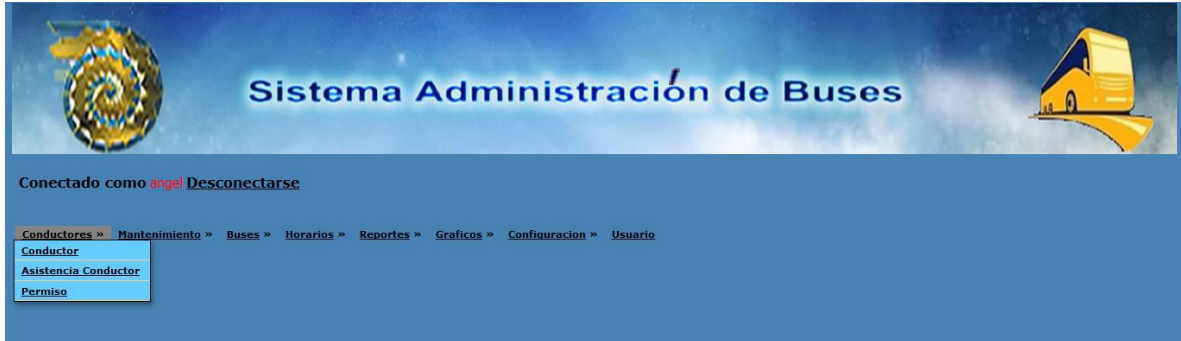 Sistema Administración de Buses
Conectado como angel Desconectarse
Conductores » Mantenimiento » Buses » Horarios » Reportes » Graficos » Configuracion » Usuario
Conductor
Asistencia Conductor
Permiso